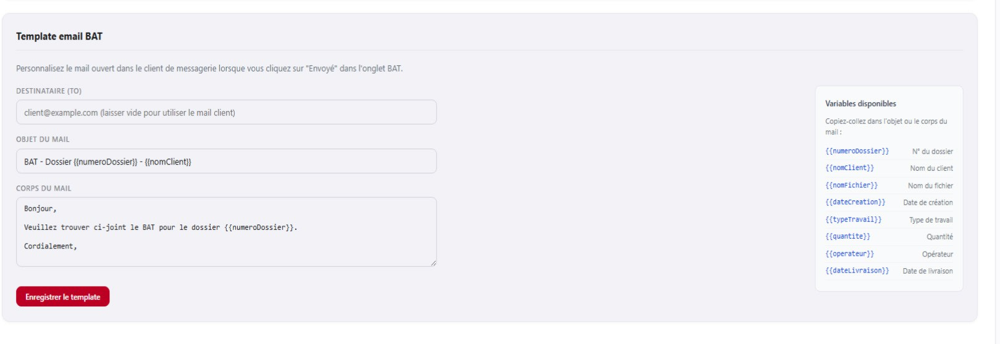 Template email BAT
Personnalisez le mail ouvert dans le client de messagerie lorsque vous cliquez sur "Envoyé" dans l'onglet BAT.
DESTINATAIRE (TO)
client@example.com (laisser vide pour utiliser le mail client)
OBJET DU MAIL
BAT - Dossier {{numeroDossier}} - {{nomClient}}
CORPS DU MAIL
Bonjour,
Veuillez trouver ci-joint le BAT pour le dossier {{numeroDossier}}.
Cordialement,
Enregistrer le template
Variables disponibles
Copiez-collez dans l'objet ou le corps du
mail :
{{numeroDossier}} N° du dossier
{{nomClient}} Nom du client
{{nomFichier}} Nom du fichier
{{dateCreation}} Date de création
{{typeTravail}} Type de travail
{{quantite}} Quantité
{{operateur}} Opérateur
{{dateLivraison}} Date de livraison